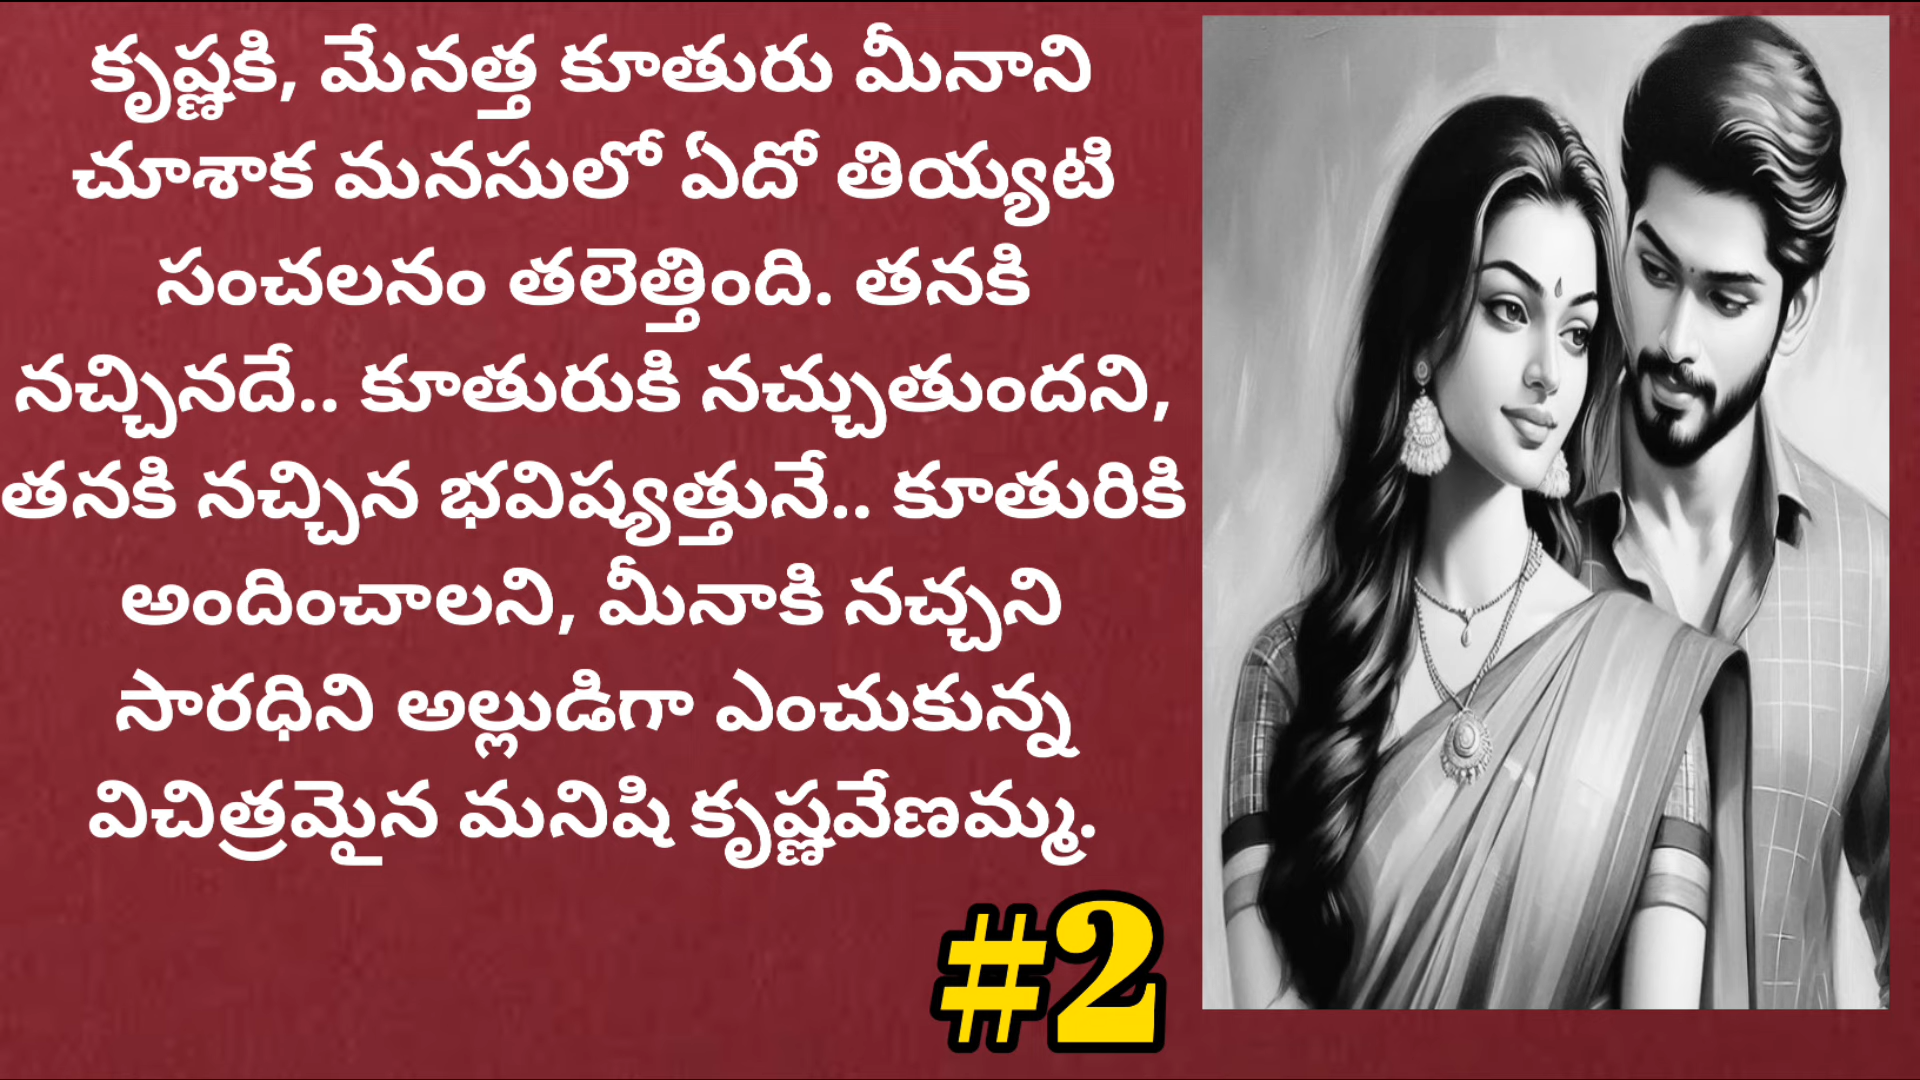 కృష్ణకి, మేనత్త కూతురు మీనాని
చూశాక మనసులో ఏదో తియ్యటి
సంచలనం తలెత్తింది. తనకి
నచ్చినదే.. కూతురుకి నచ్చుతుందని,
తనకి నచ్చిన భవిష్యత్తునే.. కూతురికి
అందించాలని, మీనాకి నచ్చని
సారధిని అల్లుడిగా ఎంచుకున్న
విచిత్రమైన మనిషి కృష్ణవేణమ్మ.
#2